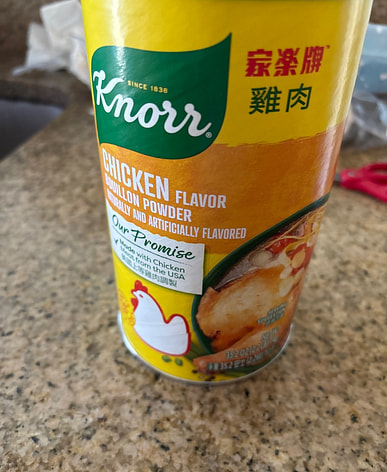 SINCE 1838
Knorr
家樂牌
雞肉
CHICKEN FLAVOR
BOUILLON POWDER
NATURALLY AND ARTIFICIALLY FLAVORED
Our Promise
Made with Chicken
Meat from the USA